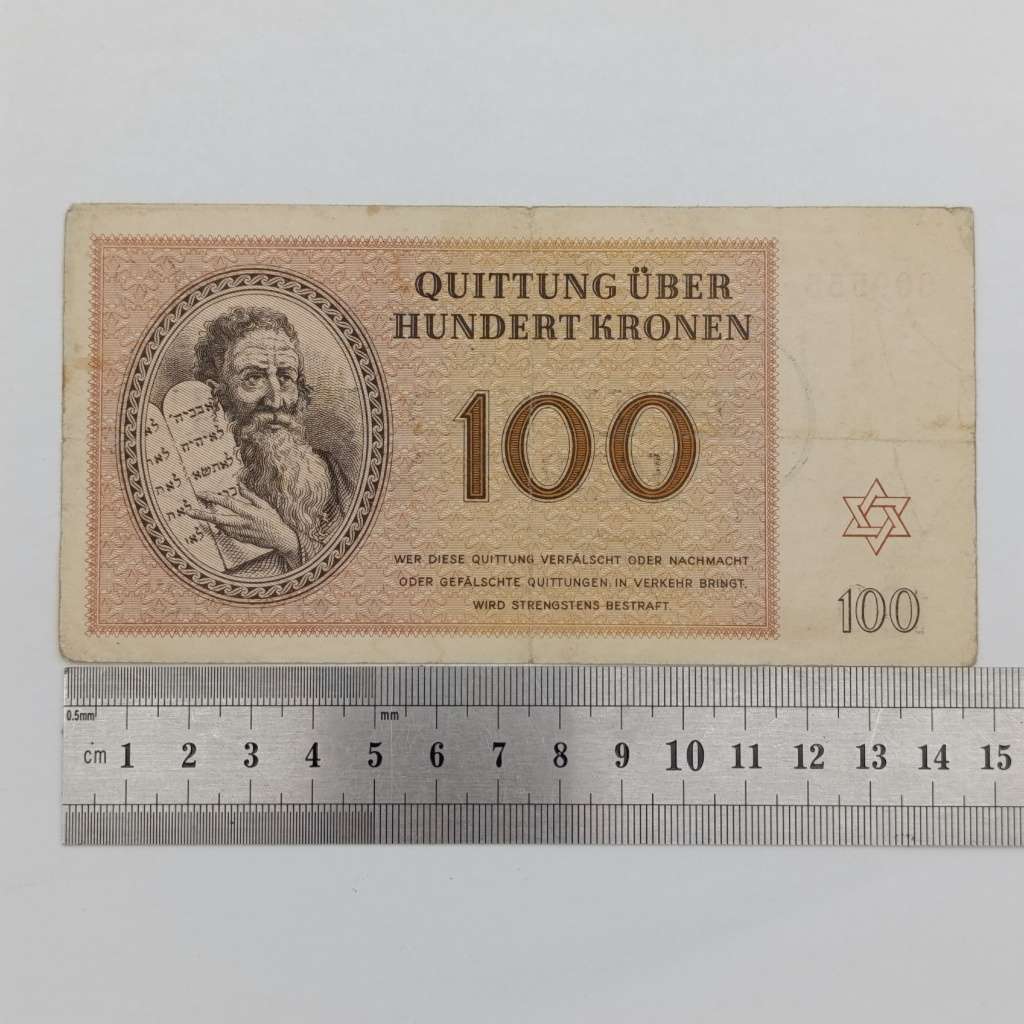 QUITTUNG ÜBER
HUNDERT KRONEN
100
WER DIESE QUITTUNG VERFÄLSCHT ODER NACHMACHT
ODER GEFÄLSCHTE QUITTUNGEN IN VERKEHR BRINGT,
WIRD STRENGSTENS BESTRAFT.
100
0.5mm mm
cm 1 2 3 4 5 6 7 8 9 10 11 12 13 14 15